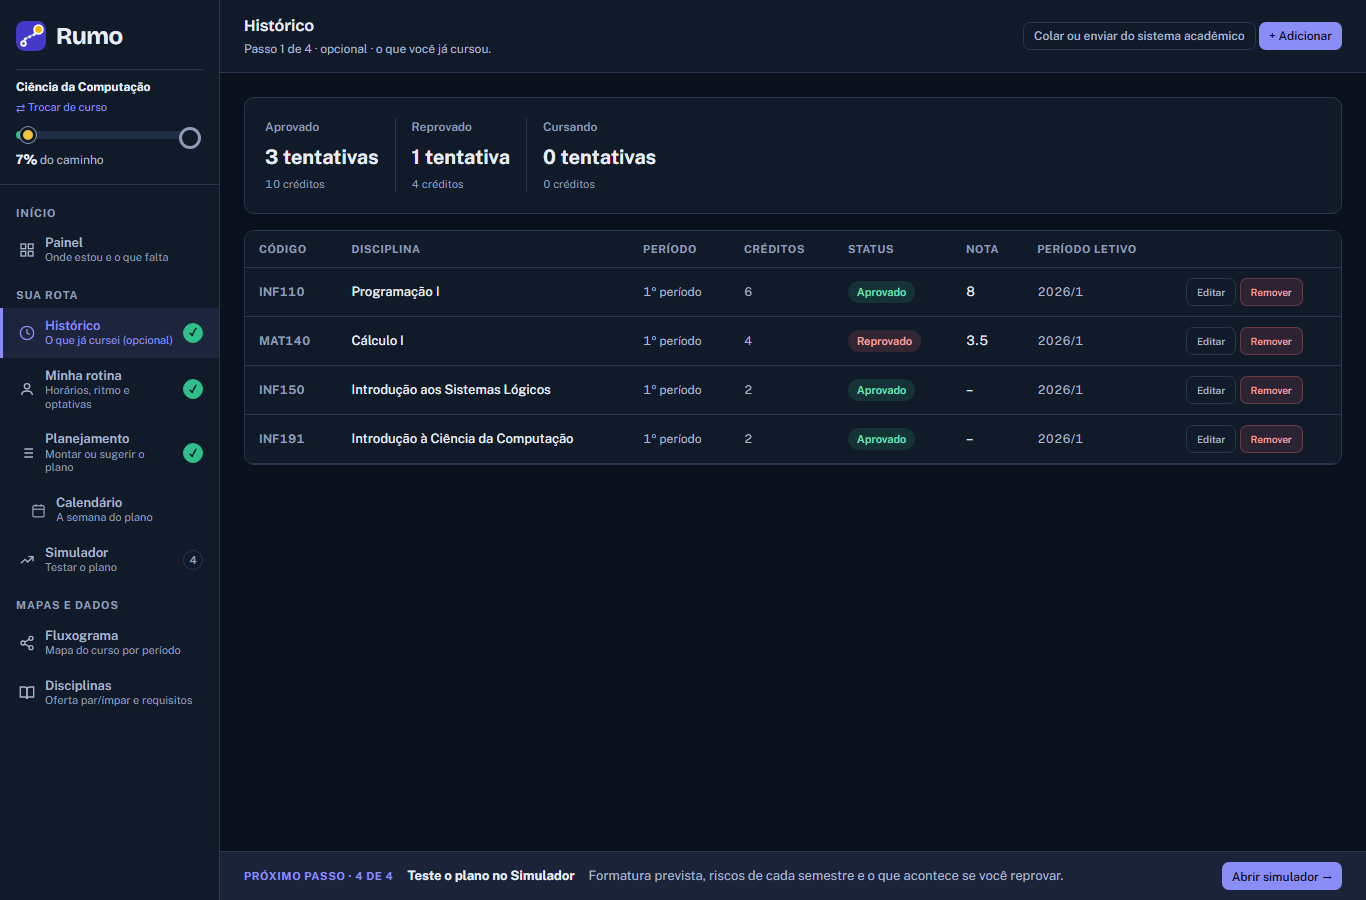 Rumo
Ciência da Computação
⇄ Trocar de curso
7% do caminho
INÍCIO
Painel
Onde estou e o que falta
SUA ROTA
Histórico
O que já cursei (opcional)
Minha rotina
Horários, ritmo e
optativas
Planejamento
Montar ou sugerir o
plano
Calendário
A semana do plano
Simulador
Testar o plano
4
MAPAS E DADOS
Fluxograma
Mapa do curso por período
Disciplinas
Oferta par/ímpar e requisitos
Histórico
Passo 1 de 4 · opcional · o que você já cursou.
Colar ou enviar do sistema acadêmico
+ Adicionar
Aprovado
3 tentativas
10 créditos
Reprovado
1 tentativa
4 créditos
Cursando
0 tentativas
0 créditos
CÓDIGO DISCIPLINA PERÍODO CRÉDITOS STATUS NOTA PERÍODO LETIVO
INF110 Programação I 1º período 6 Aprovado 8 2026/1 Editar Remover
MAT140 Cálculo I 1º período 4 Reprovado 3.5 2026/1 Editar Remover
INF150 Introdução aos Sistemas Lógicos 1º período 2 Aprovado – 2026/1 Editar Remover
INF191 Introdução à Ciência da Computação 1º período 2 Aprovado – 2026/1 Editar Remover
PRÓXIMO PASSO · 4 DE 4 Teste o plano no Simulador Formatura prevista, riscos de cada semestre e o que acontece se você reprovar. Abrir simulador →